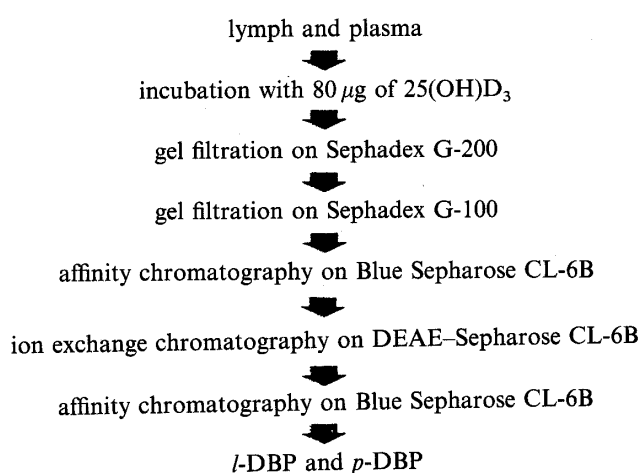 lymph and plasma
incubation with 80 μg of 25(OH)D₃
gel filtration on Sephadex G-200
gel filtration on Sephadex G-100
affinity chromatography on Blue Sepharose CL-6B
ion exchange chromatography on DEAE–Sepharose CL-6B
affinity chromatography on Blue Sepharose CL-6B
l-DBP and p-DBP